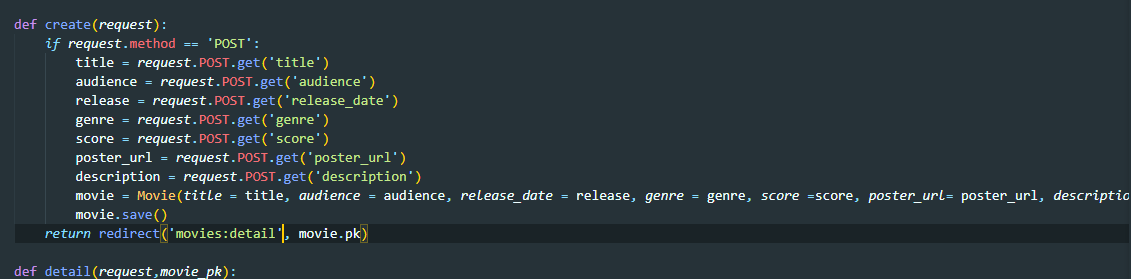 def create(request):
    if request.method == 'POST':
        title = request.POST.get('title')
        audience = request.POST.get('audience')
        release = request.POST.get('release_date')
        genre = request.POST.get('genre')
        score = request.POST.get('score')
        poster_url = request.POST.get('poster_url')
        description = request.POST.get('description')
        movie = Movie(title = title, audience = audience, release_date = release, genre = genre, score =score, poster_url= poster_url, descriptio
        movie.save()
    return redirect('movies:detail', movie.pk)
def detail(request,movie_pk):